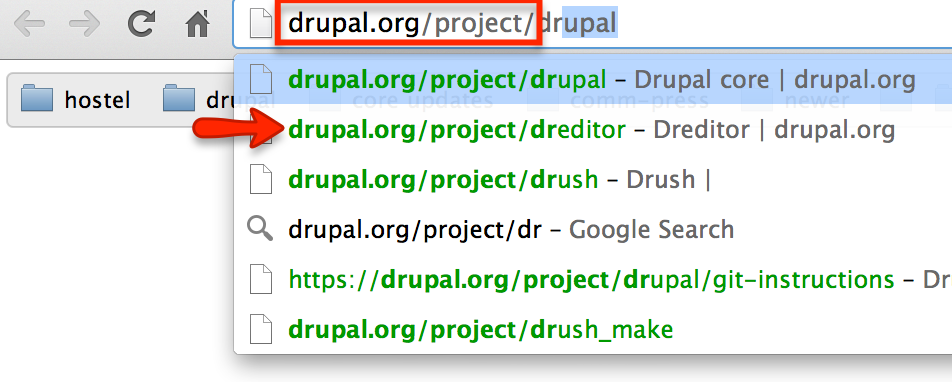 drupal.org/project/drupal
drupal.org/project/drupal – Drupal core | drupal.org
hostel drupal core updates comm-press newer
drupal.org/project/dreditor – Dreditor | drupal.org
drupal.org/project/drush – Drush |
drupal.org/project/dr – Google Search
https://drupal.org/project/drupal/git-instructions – Dr
drupal.org/project/drush_make